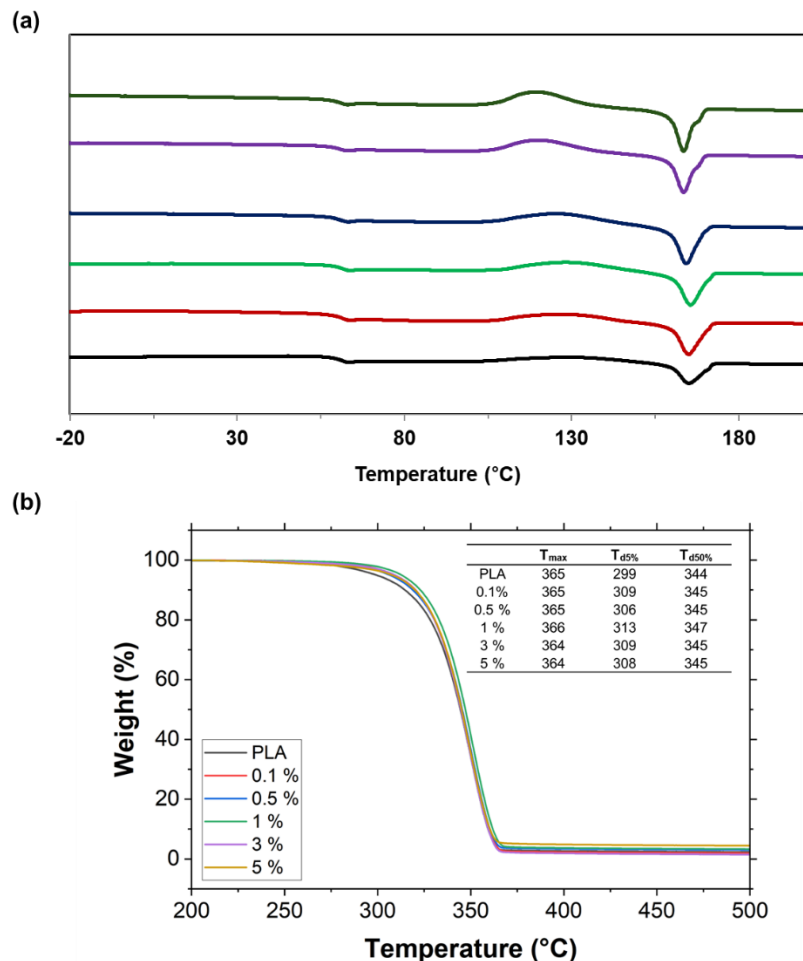 (a)
-20 30 80 130 180
Temperature (°C)
(b)
Tmax Td5% Td50%
PLA 365 299 344
0.1% 365 309 345
0.5 % 365 306 345
1 % 366 313 347
3 % 364 309 345
5 % 364 308 345
100
80
60
40
20
0
Weight (%)
PLA
0.1 %
0.5 %
1 %
3 %
5 %
200 250 300 350 400 450 500
Temperature (°C)